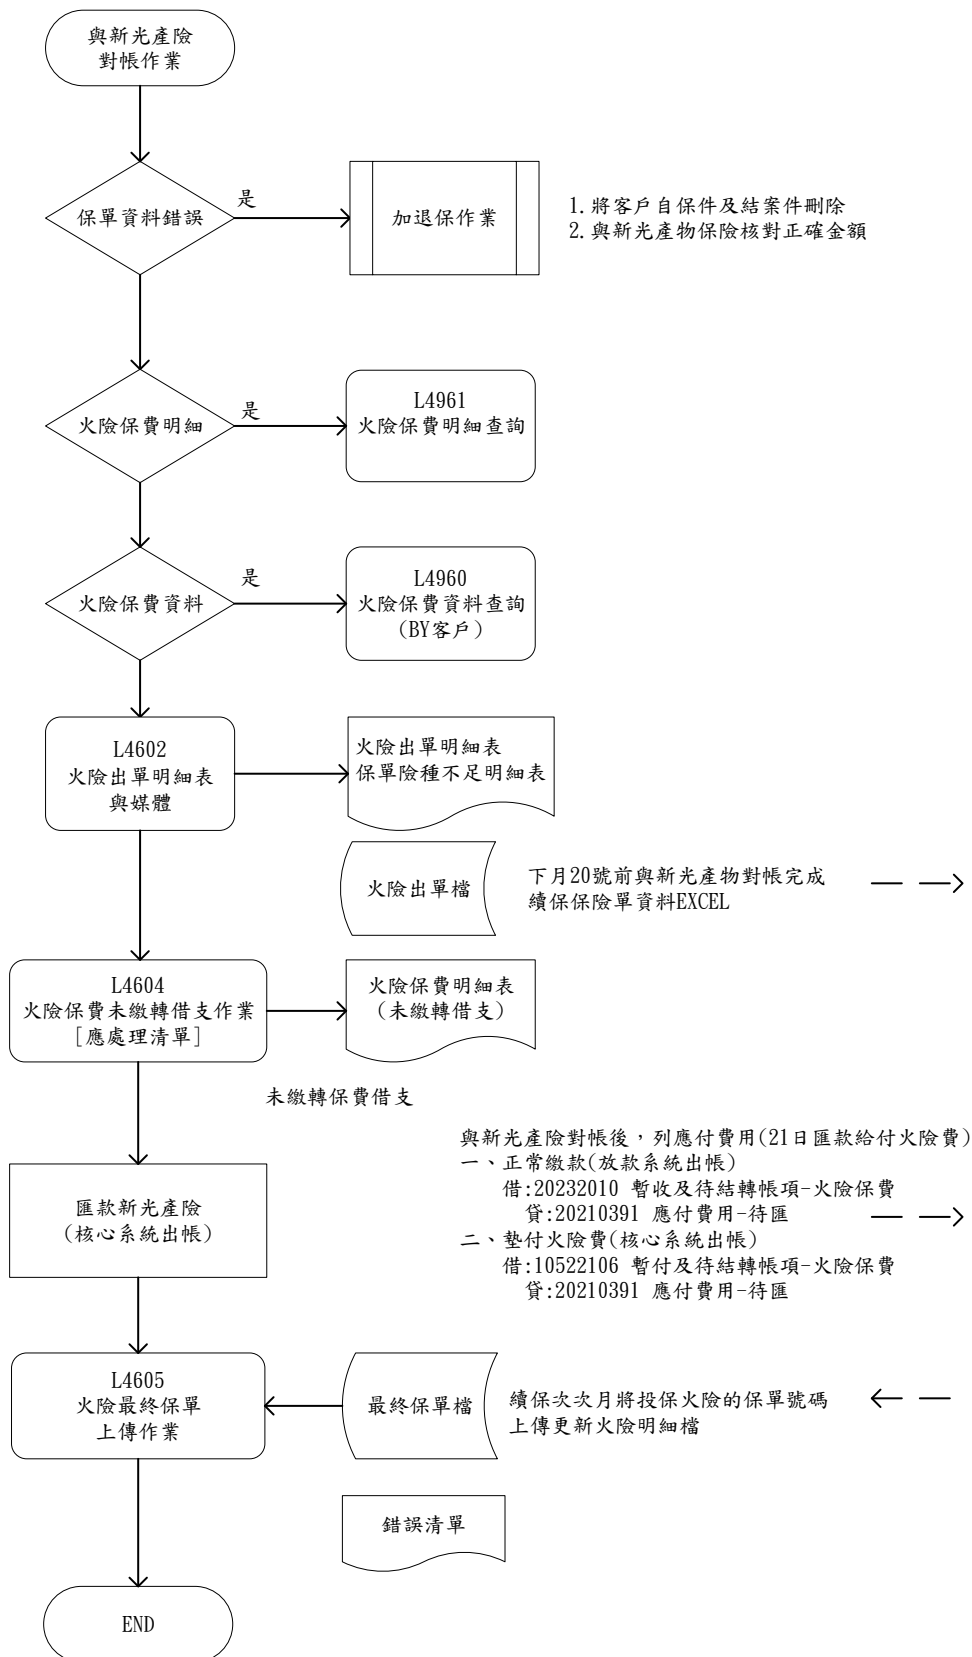 與新光產險
對帳作業
保單資料錯誤
是
加退保作業
1.將客戶自保件及結案件刪除
2.與新光產物保險核對正確金額
火險保費明細
是
L4961
火險保費明細查詢
火險保費資料
是
L4960
火險保費資料查詢
(BY客戶)
L4602
火險出單明細表
與媒體
火險出單明細表
保單險種不足明細表
火險出單檔
下月20號前與新光產物對帳完成
續保保險單資料EXCEL
L4604
火險保費未繳轉借支作業
[應處理清單]
火險保費明細表
(未繳轉借支)
未繳轉保費借支
匯款新光產險
(核心系統出帳)
與新光產險對帳後,列應付費用(21日匯款給付火險費)
一、正常繳款(放款系統出帳)
借:20232010 暫收及待結轉帳項-火險保費
貸:20210391 應付費用-待匯
二、墊付火險費(核心系統出帳)
借:10522106 暫付及待結轉帳項-火險保費
貸:20210391 應付費用-待匯
L4605
火險最終保單
上傳作業
最終保單檔
續保次次月將投保火險的保單號碼
上傳更新火險明細檔
錯誤清單
END